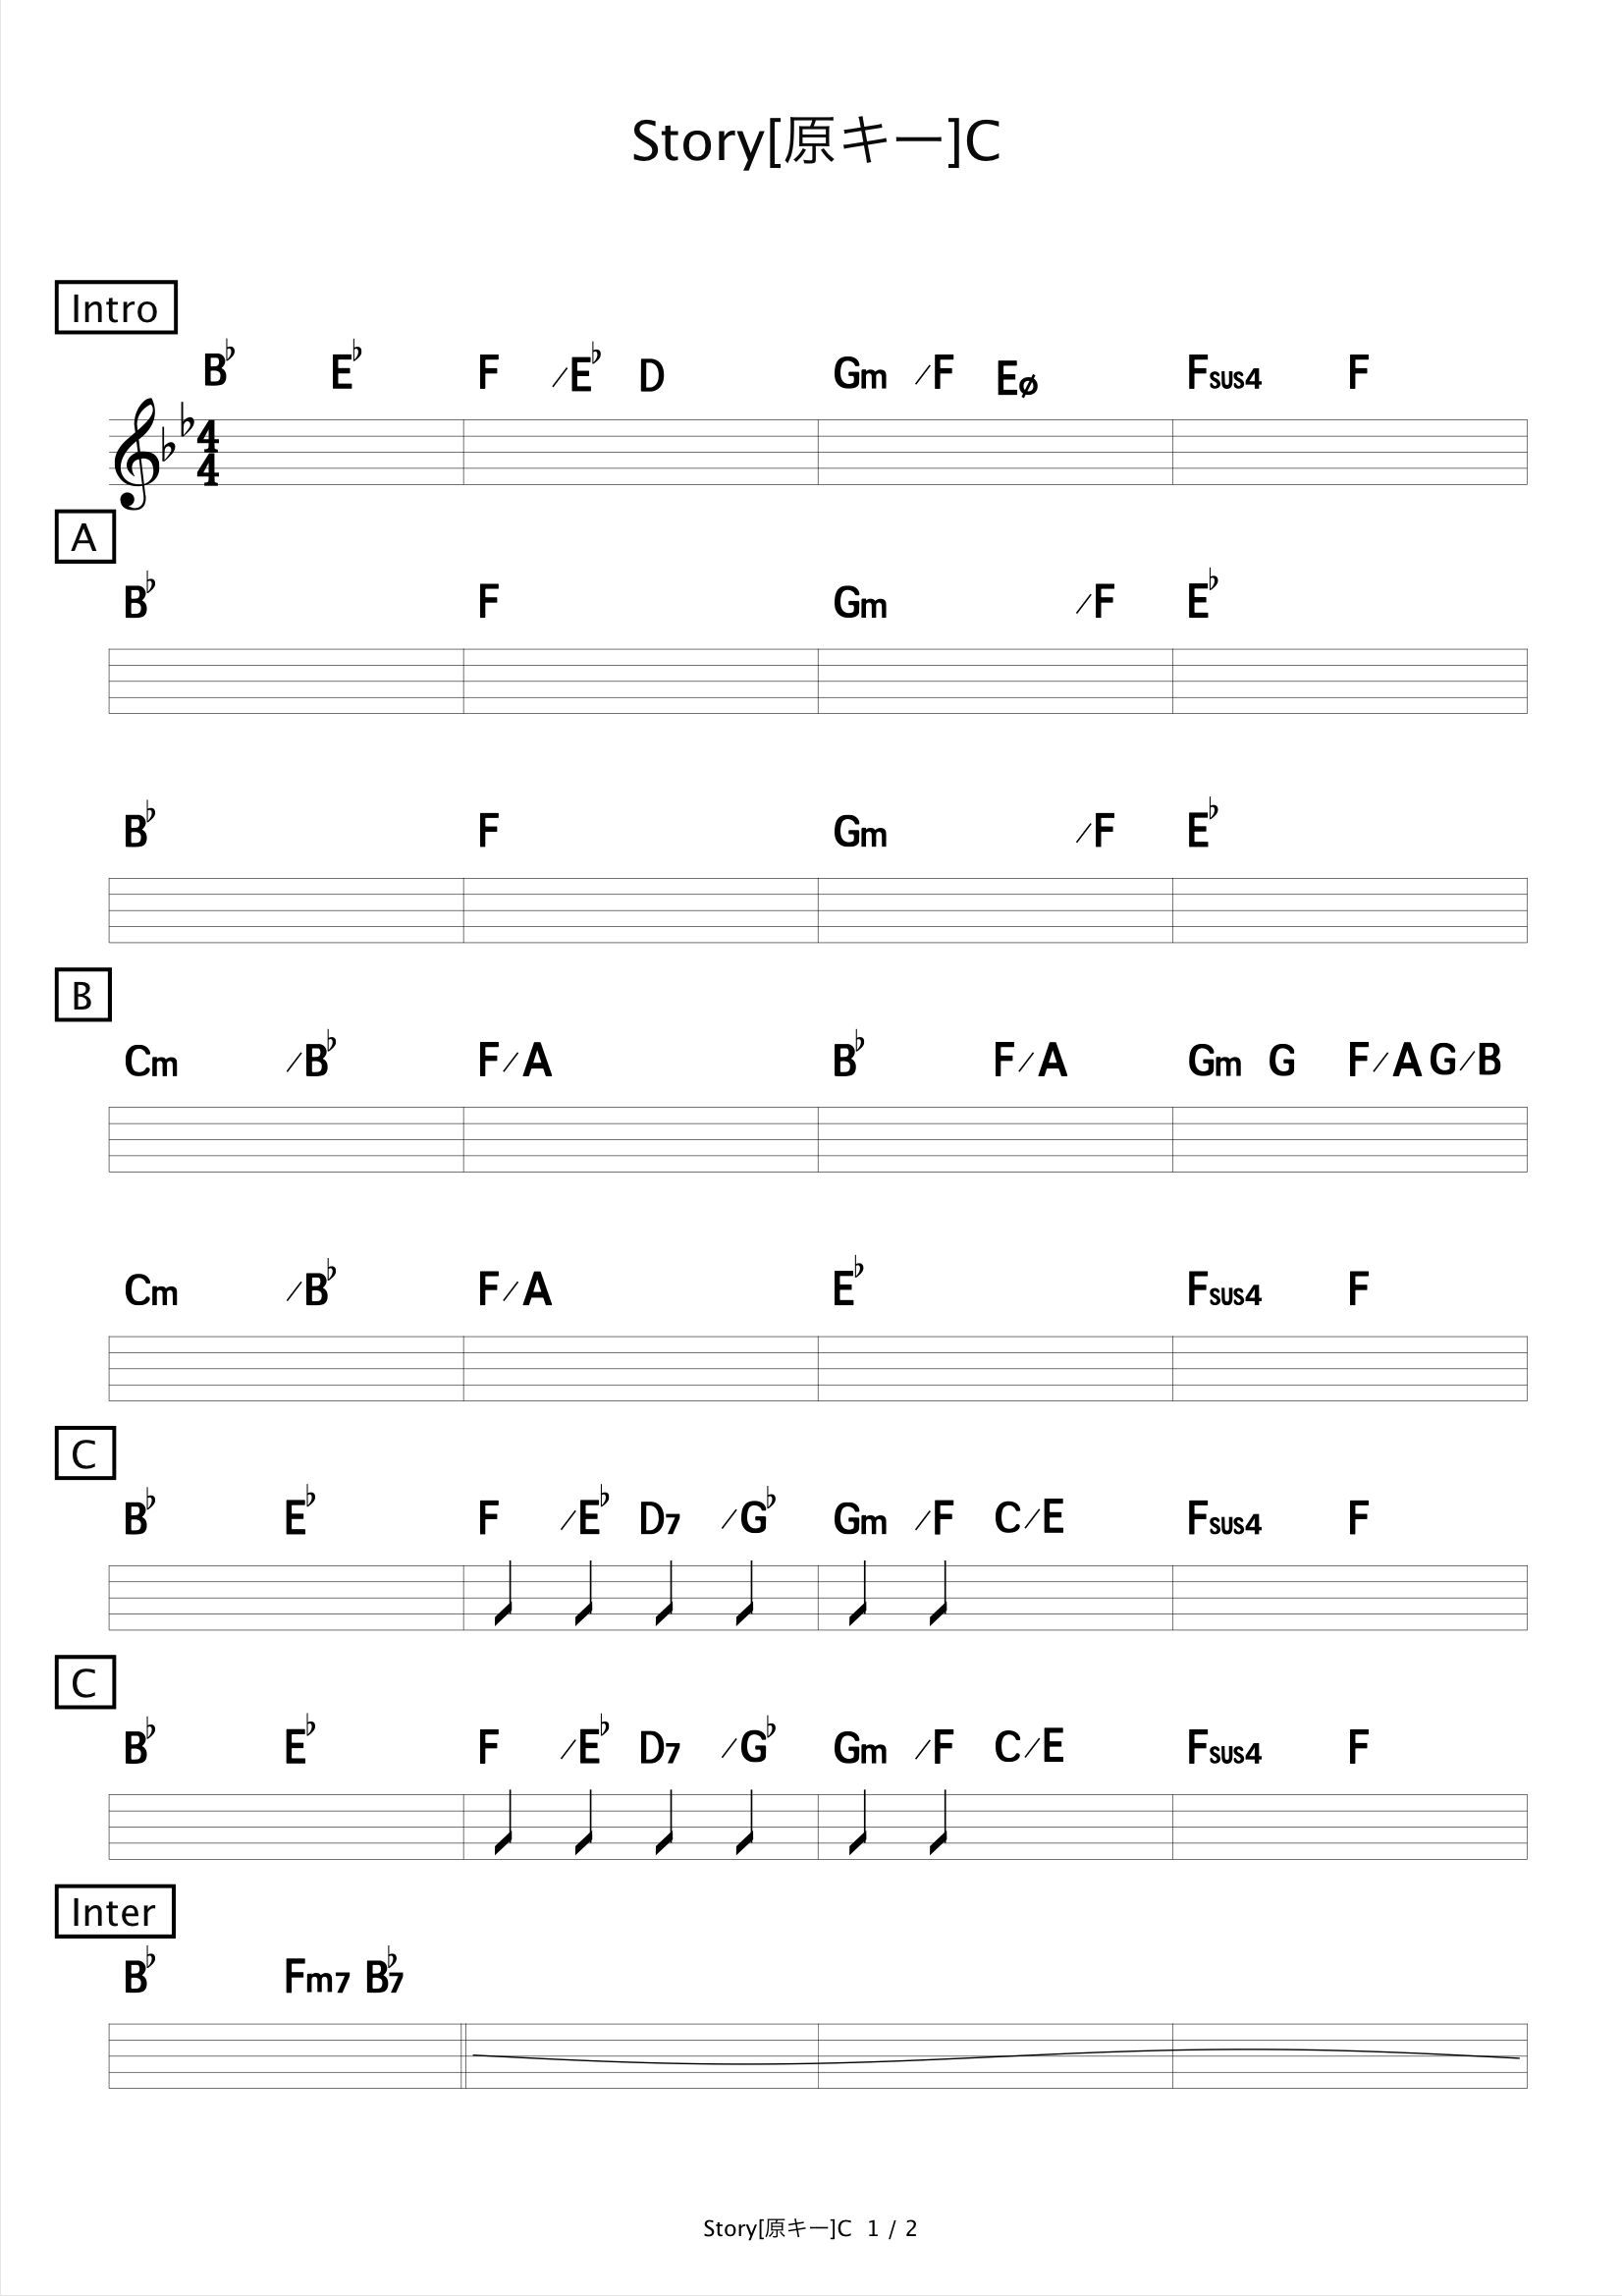 Story[原キー]C
Intro
B♭ E♭ F /E♭ D Gm /F Eø Fsus4 F
4
4
A
B♭ F Gm /F E♭
B♭ F Gm /F E♭
B
Cm /B♭ F/A B♭ F/A Gm G F/A G/B
Cm /B♭ F/A E♭ Fsus4 F
C
B♭ E♭ F /E♭ D7 /G♭ Gm /F C/E Fsus4 F
C
B♭ E♭ F /E♭ D7 /G♭ Gm /F C/E Fsus4 F
Inter
B♭ Fm7 B♭7
Story[原キー]C 1 / 2